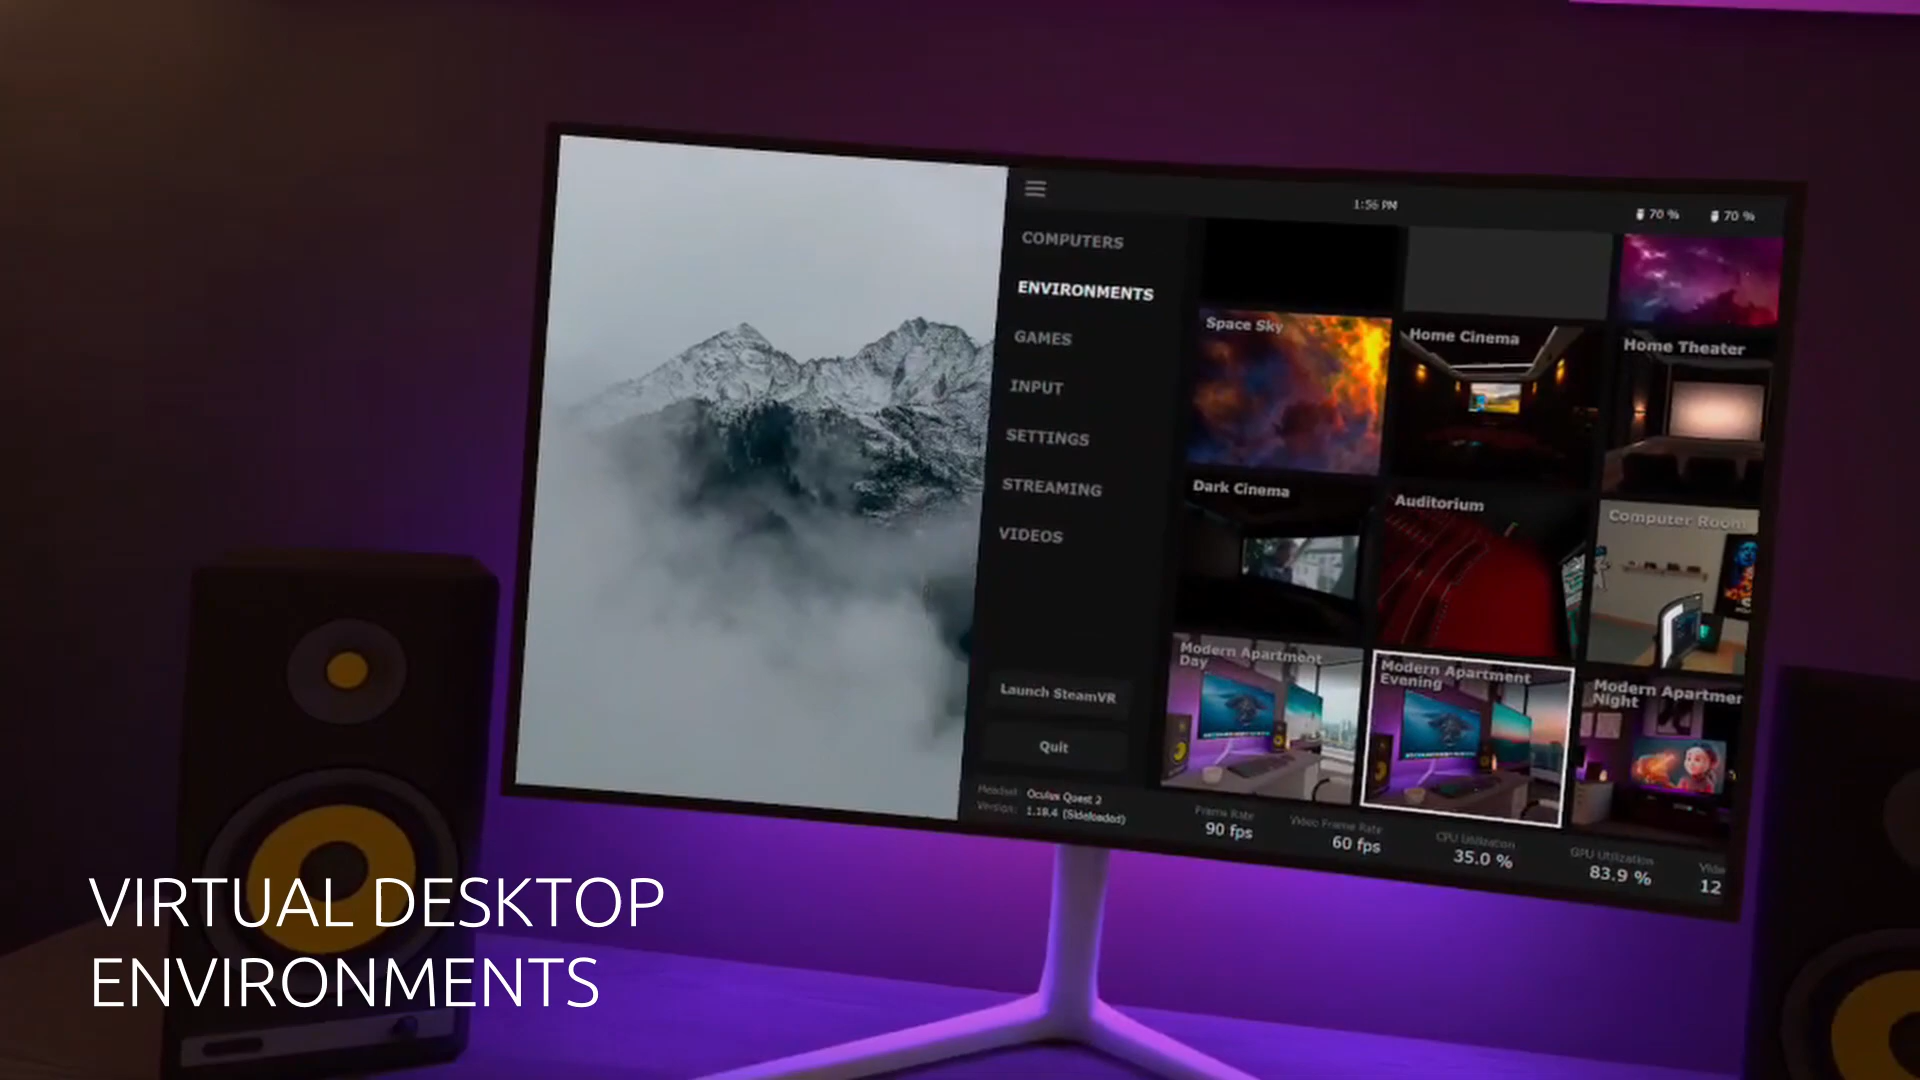 1:56 PM
70 %
70 %
COMPUTERS
ENVIRONMENTS
GAMES
INPUT
SETTINGS
STREAMING
VIDEOS
Launch SteamVR
Quit
Headset: Oculus Quest 2
Version: 1.18.4 (Sideloaded)
Space Sky
Home Cinema
Home Theater
Dark Cinema
Auditorium
Computer Room
Modern Apartment
Day
Modern Apartment
Evening
Modern Apartmen
Night
Frame Rate
90 fps
Video Frame Rate
60 fps
CPU Utilization
35.0 %
GPU Utilization
83.9 %
12
VIRTUAL DESKTOP
ENVIRONMENTS